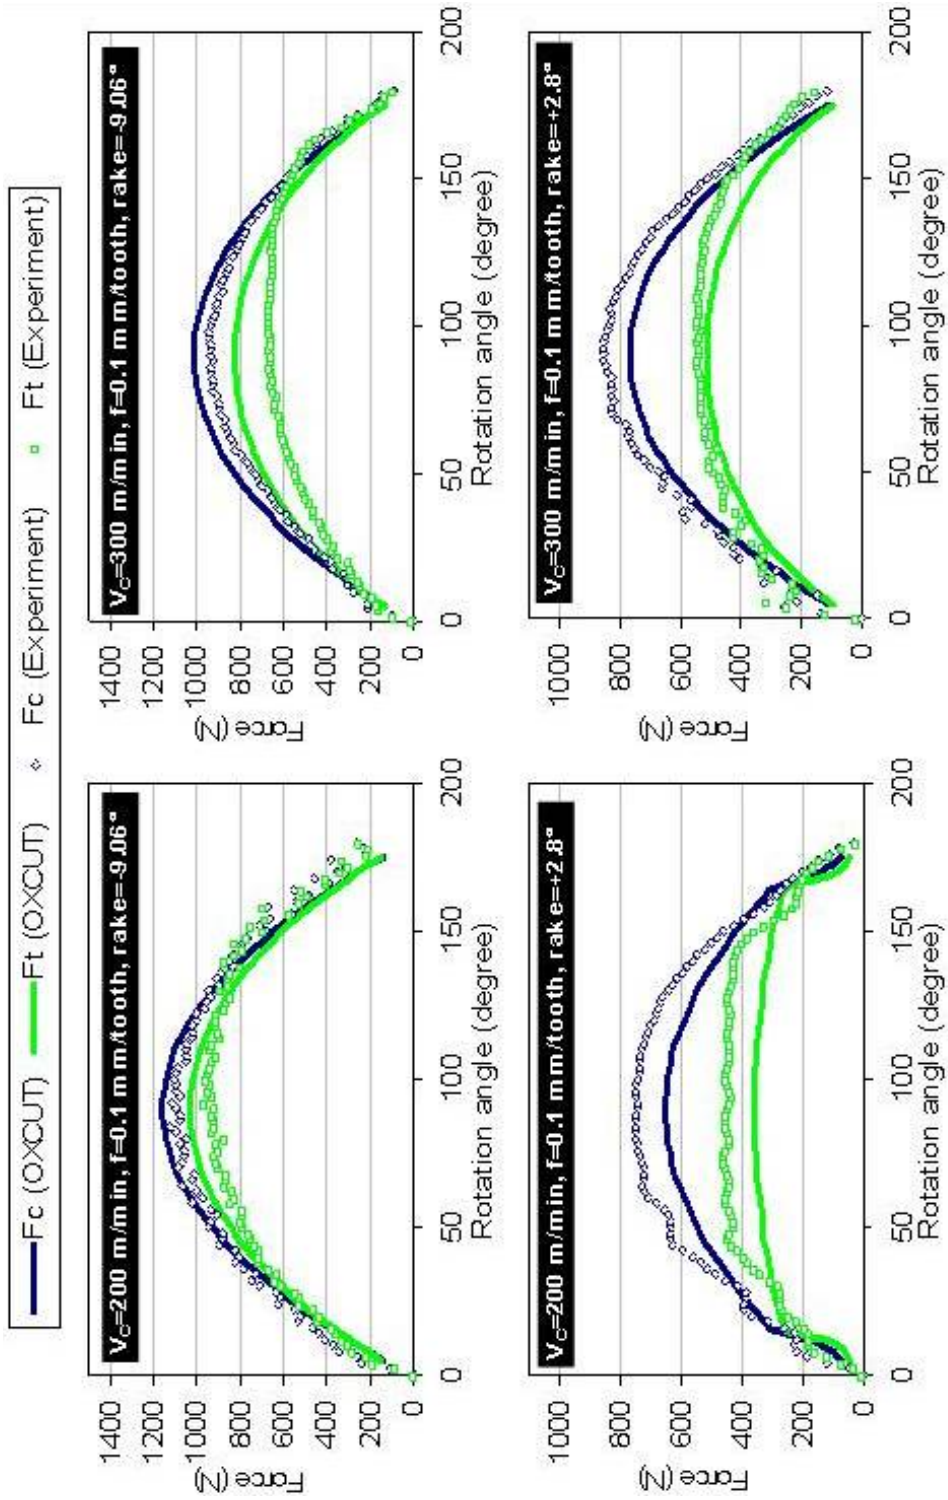 Fc (OXCUT) Ft (OXCUT) Fc (Experiment) Ft (Experiment)
Vc=200 m/min, f=0.1 mm/tooth, rake=-9.06°
1400
1200
1000
800
600
400
200
0
Force (N)
0 50 100 150 200
Rotation angle (degree)
Vc=300 m/min, f=0.1 mm/tooth, rake=-9.06°
1400
1200
1000
800
600
400
200
0
Force (N)
0 50 100 150 200
Rotation angle (degree)
Vc=200 m/min, f=0.1 mm/tooth, rake=+2.8°
1000
800
600
400
200
0
Force (N)
0 50 100 150 200
Rotation angle (degree)
Vc=300 m/min, f=0.1 mm/tooth, rake=+2.8°
1000
800
600
400
200
0
Force (N)
0 50 100 150 200
Rotation angle (degree)